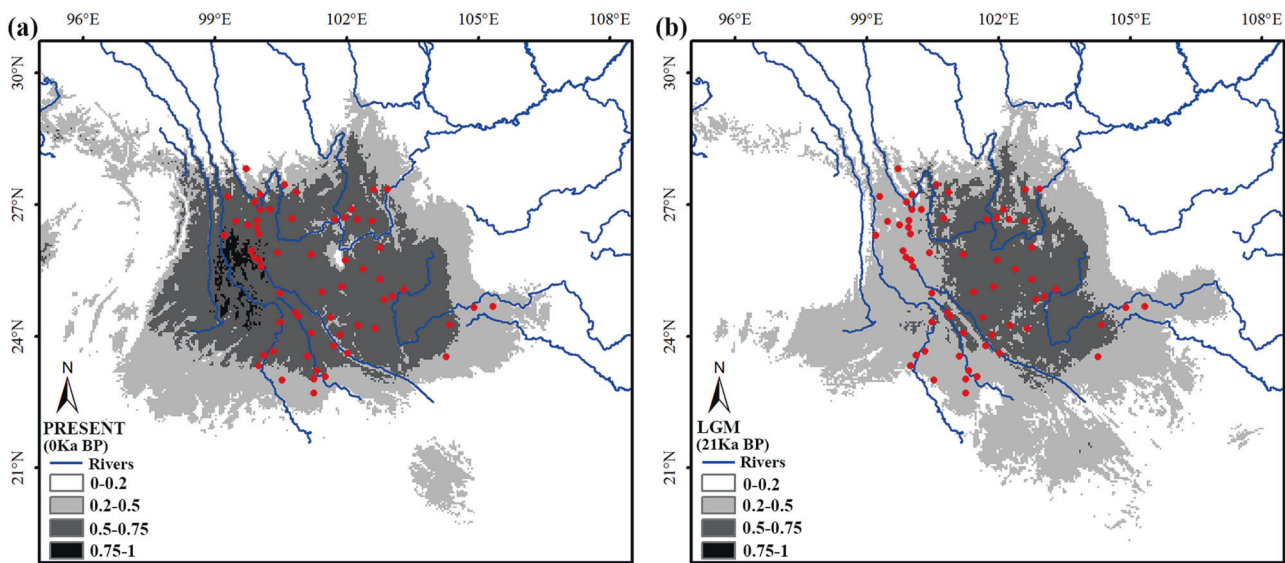 96°E 99°E 102°E 105°E 108°E
(a)
30°N
27°N
24°N
21°N
N
PRESENT
(0Ka BP)
Rivers
0-0.2
0.2-0.5
0.5-0.75
0.75-1
96°E 99°E 102°E 105°E 108°E
(b)
30°N
27°N
24°N
21°N
N
LGM
(21Ka BP)
Rivers
0-0.2
0.2-0.5
0.5-0.75
0.75-1